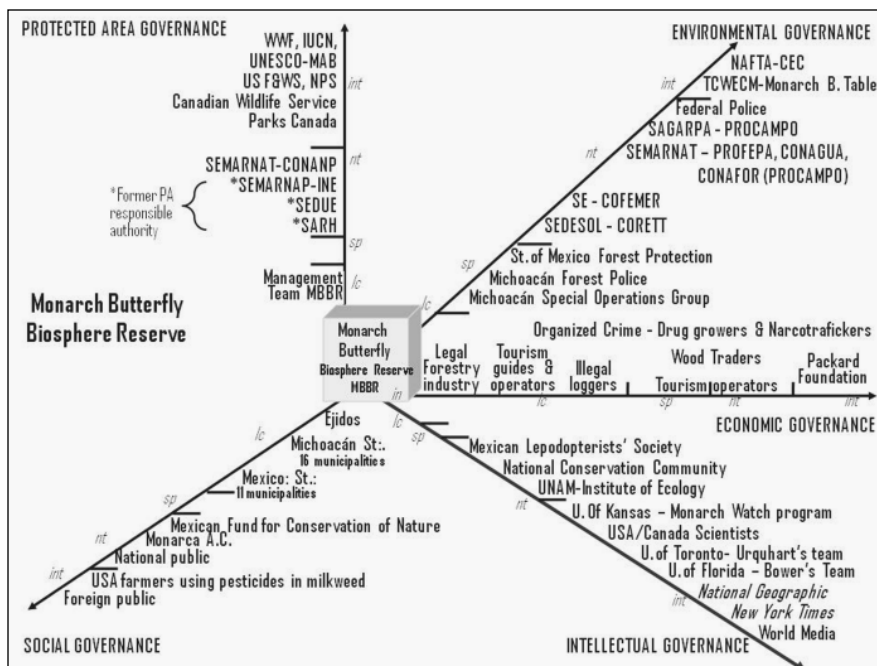 PROTECTED AREA GOVERNANCE
WWF, IUCN,
UNESCO-MAB
US F&WS, NPS
int
Canadian Wildlife Service
Parks Canada
nt
SEMARNAT-CONANP
*SEMARNAP-INE
*SEDUE
*SARH
*Former PA
responsible
authority
sp
Management
Team MBBR
lc
Monarch Butterfly
Biosphere Reserve
ENVIRONMENTAL GOVERNANCE
NAFTA-CEC
int
TCWECM-Monarch B. Table
Federal Police
SAGARPA - PROCAMPO
nt
SEMARNAT – PROFEPA, CONAGUA,
CONAFOR (PROCAMPO)
SE - COFEMER
SEDESOL - CORETT
St. of Mexico Forest Protection
sp
Michoacán Forest Police
Michoacán Special Operations Group
lc
Monarch
Butterfly
Biosphere Reserve
MBBR
in
Organized Crime - Drug growers & Narcotrafickers
Legal
Forestry
industry
Tourism
guides &
operators
Illegal
loggers
Wood Traders
Tourism operators
Packard
Foundation
lc
sp
nt
int
ECONOMIC GOVERNANCE
Ejidos
lc
Michoacán St:.
16 municipalities
Mexico: St.:
11 municipalities
sp
Mexican Fund for Conservation of Nature
Monarca A.C.
nt
National public
int
USA farmers using pesticides in milkweed
Foreign public
SOCIAL GOVERNANCE
lc
sp
Mexican Lepodopterists' Society
National Conservation Community
UNAM-Institute of Ecology
nt
U. Of Kansas – Monarch Watch program
USA/Canada Scientists
U. of Toronto- Urquhart's team
U. of Florida – Bower's Team
int
National Geographic
New York Times
World Media
INTELLECTUAL GOVERNANCE